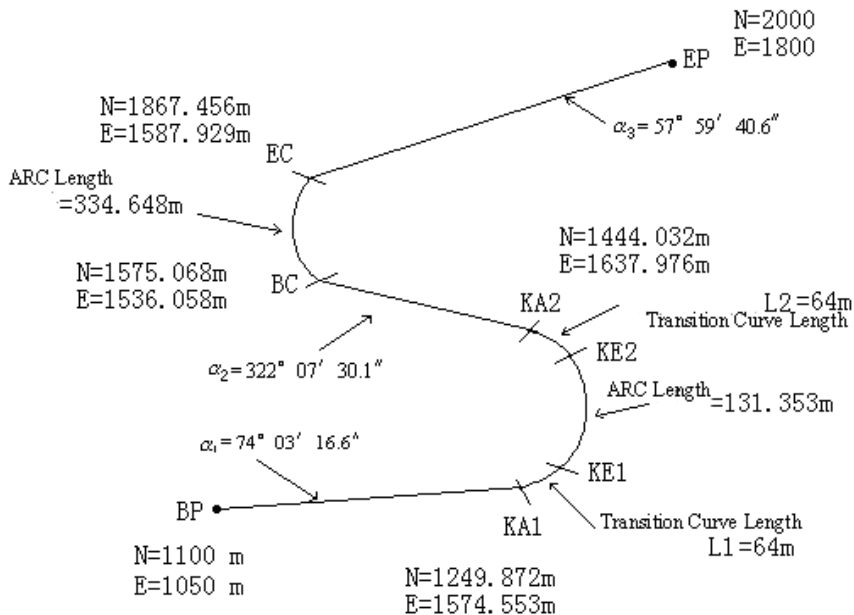 N=2000
E=1800
EP
α₃= 57° 59′ 40.6″
N=1867.456m
E=1587.929m
EC
ARC Length
=334.648m
N=1575.068m
E=1536.058m
BC
N=1444.032m
E=1637.976m
KA2
L2=64m
Transition Curve Length
KE2
α₂= 322° 07′ 30.1″
ARC Length
=131.353m
α₁= 74° 03′ 16.6″
KE1
BP
KA1
Transition Curve Length
L1=64m
N=1100 m
E=1050 m
N=1249.872m
E=1574.553m